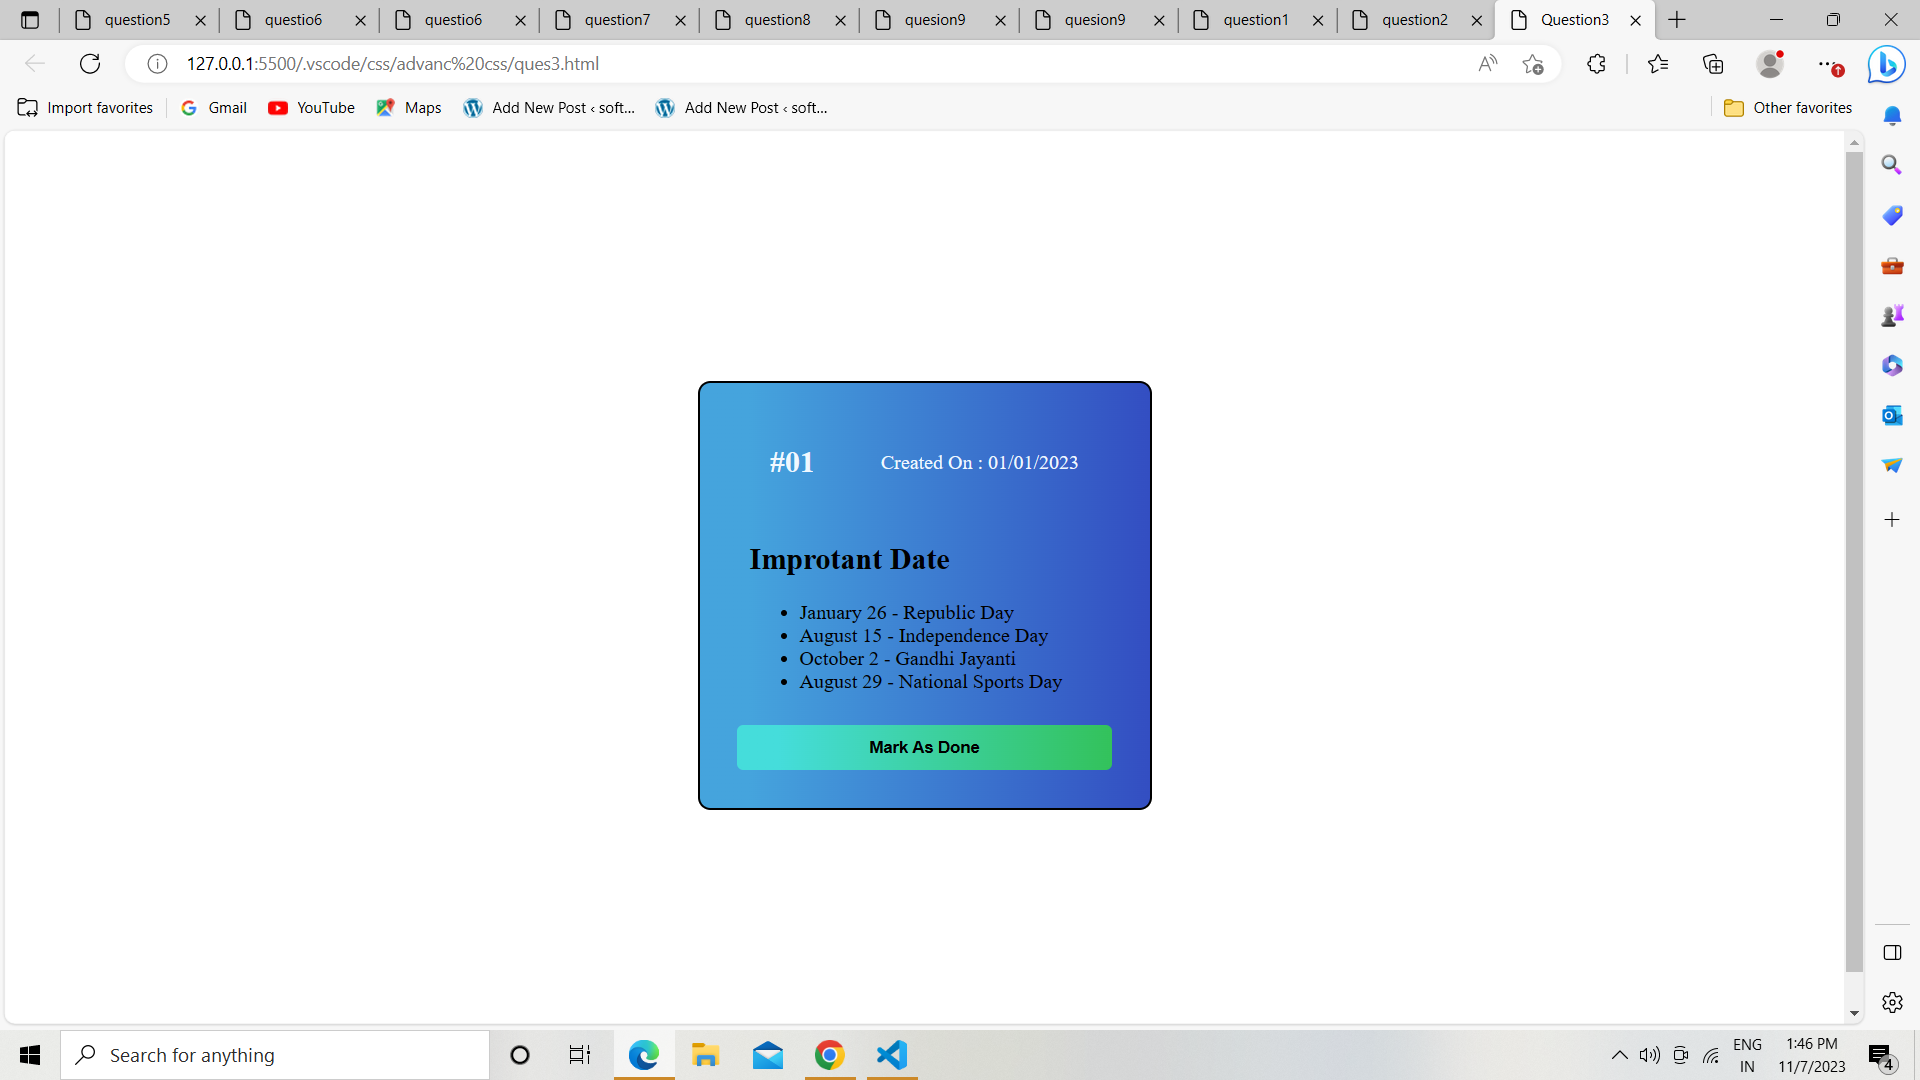 question5
questio6
questio6
question7
question8
quesion9
quesion9
question1
question2
Question3
127.0.0.1:5500/.vscode/css/advanc%20css/ques3.html
Import favorites
Gmail
YouTube
Maps
Add New Post ‹ soft...
Add New Post ‹ soft...
Other favorites
#01
Created On : 01/01/2023
Improtant Date
January 26 - Republic Day
August 15 - Independence Day
October 2 - Gandhi Jayanti
August 29 - National Sports Day
Mark As Done
Search for anything
ENG
IN
1:46 PM
11/7/2023
4